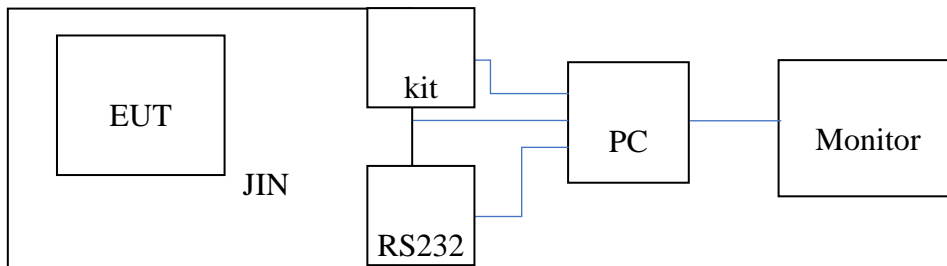 kit
EUT
PC
Monitor
JIN
RS232